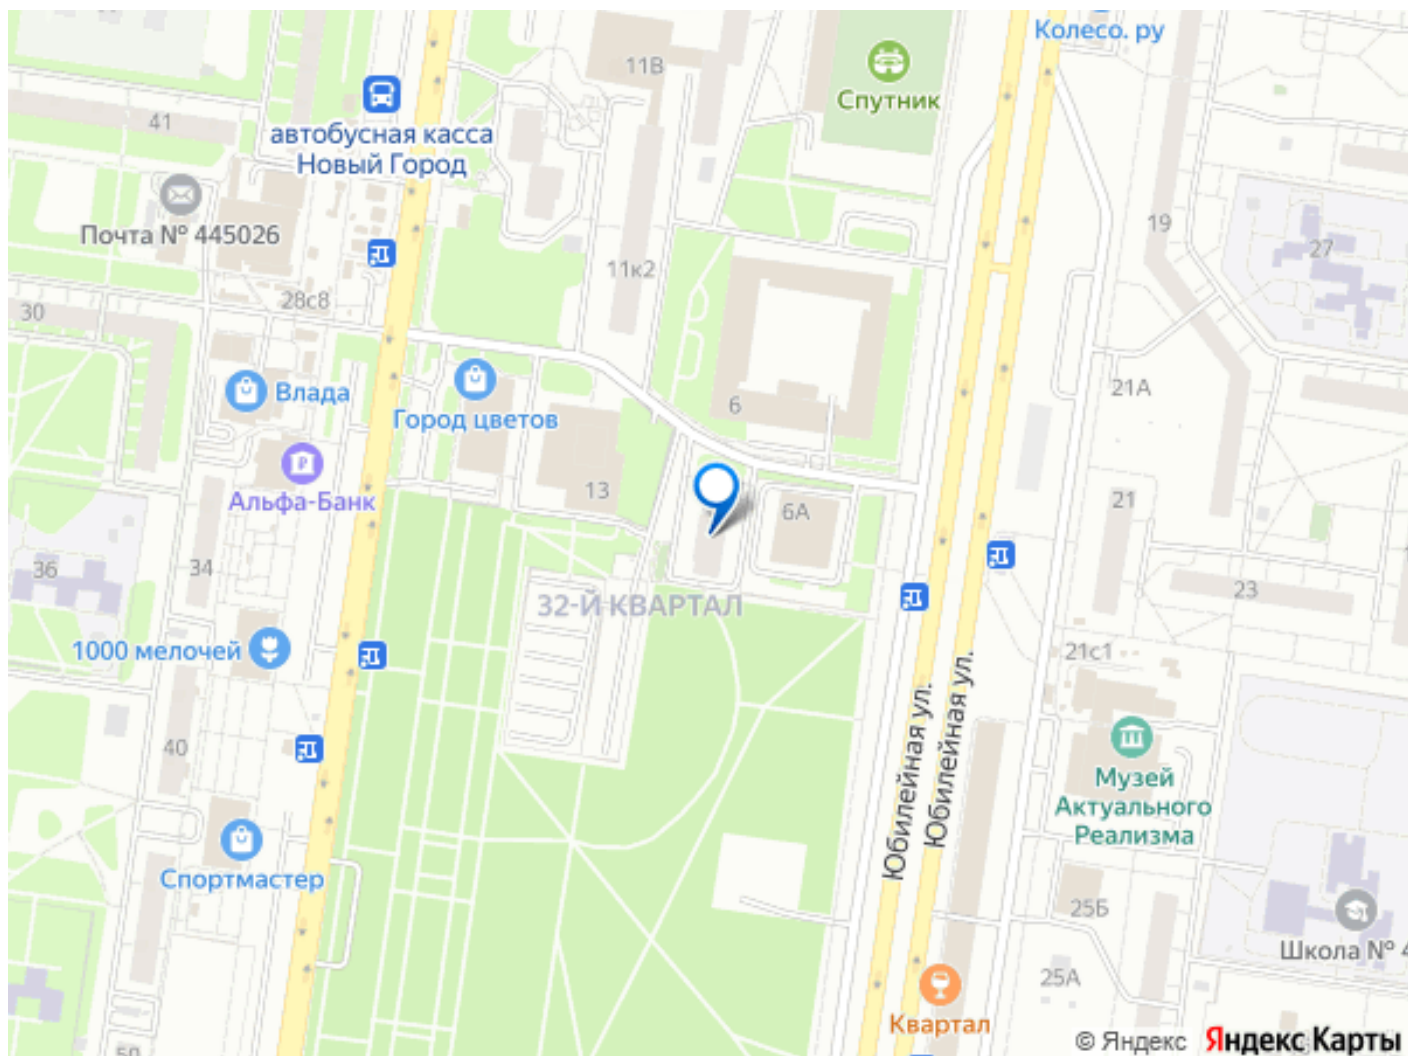 Колесо. ру
11В
Спутник
41
автобусная касса
Новый Город
Почта № 445026
19
27
11к2
28с8
30
Влада
21А
6
Город цветов
Альфа-Банк
13
6А
21
36
34
23
32-Й КВАРТАЛ
1000 мелочей
21с1
Юбилейная ул.
Юбилейная ул.
40
Музей
Актуального
Реализма
Спортмастер
25Б
Школа № 4
25А
Квартал
50
© Яндекс Яндекс Карты